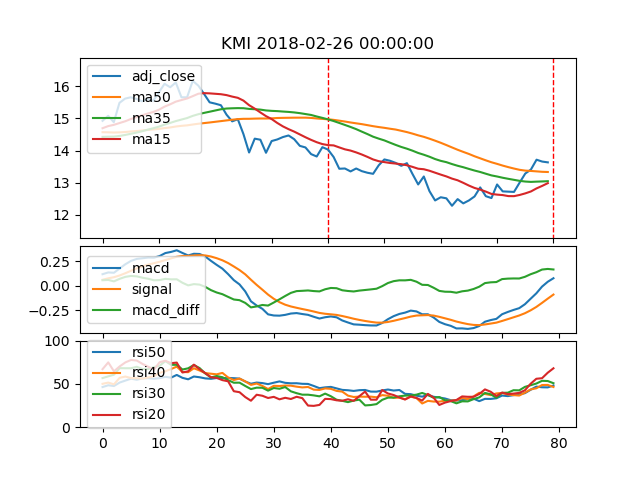 KMI 2018-02-26 00:00:00
adj_close
ma50
ma35
ma15
16
15
14
13
12
macd
signal
macd_diff
0.25
0.00
−0.25
rsi50
rsi40
rsi30
rsi20
100
50
0
0 10 20 30 40 50 60 70 80